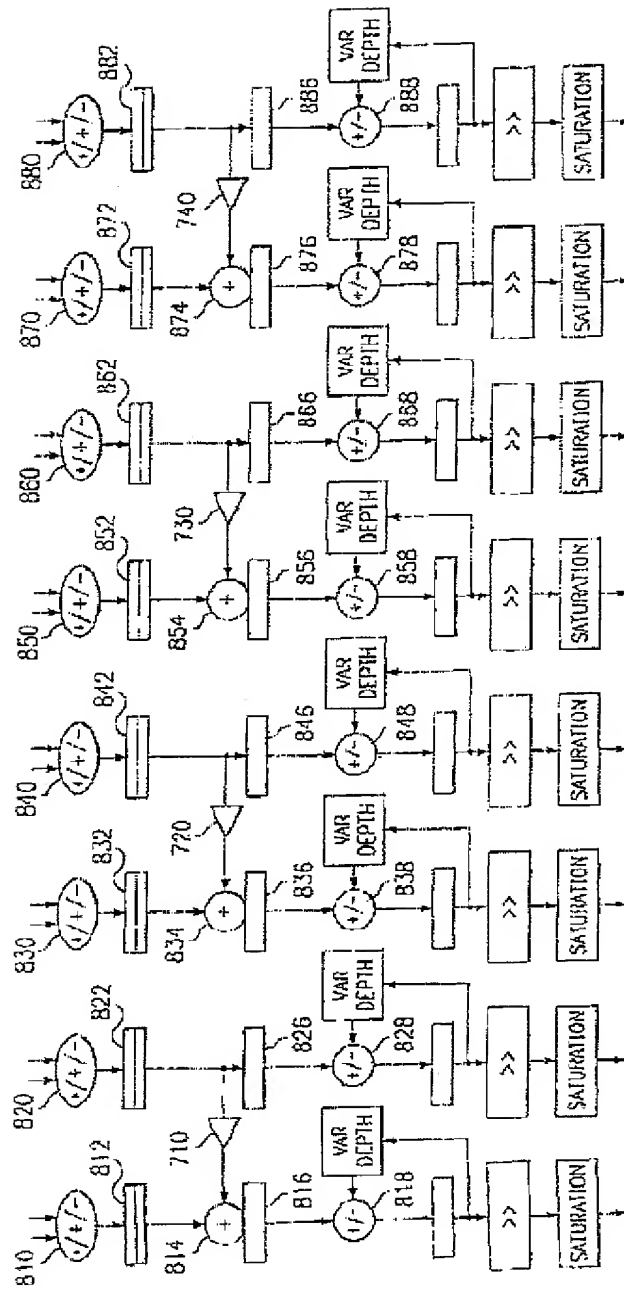 810 812 820 822 830 832 840 842 850 852 860 862 870 872 880 882
*/+/- */+/- */+/- */+/- */+/- */+/- */+/- */+/-
710 720 730 740
+ + + +
814 816 826 834 836 846 854 856 866 874 876 886
VAR DEPTH VAR DEPTH VAR DEPTH VAR DEPTH VAR DEPTH VAR DEPTH VAR DEPTH VAR DEPTH
+/- +/- +/- +/- +/- +/- +/- +/-
818 828 838 848 858 868 878 888
>> >> >> >> >> >> >> >>
SATURATION SATURATION SATURATION SATURATION SATURATION SATURATION SATURATION SATURATION